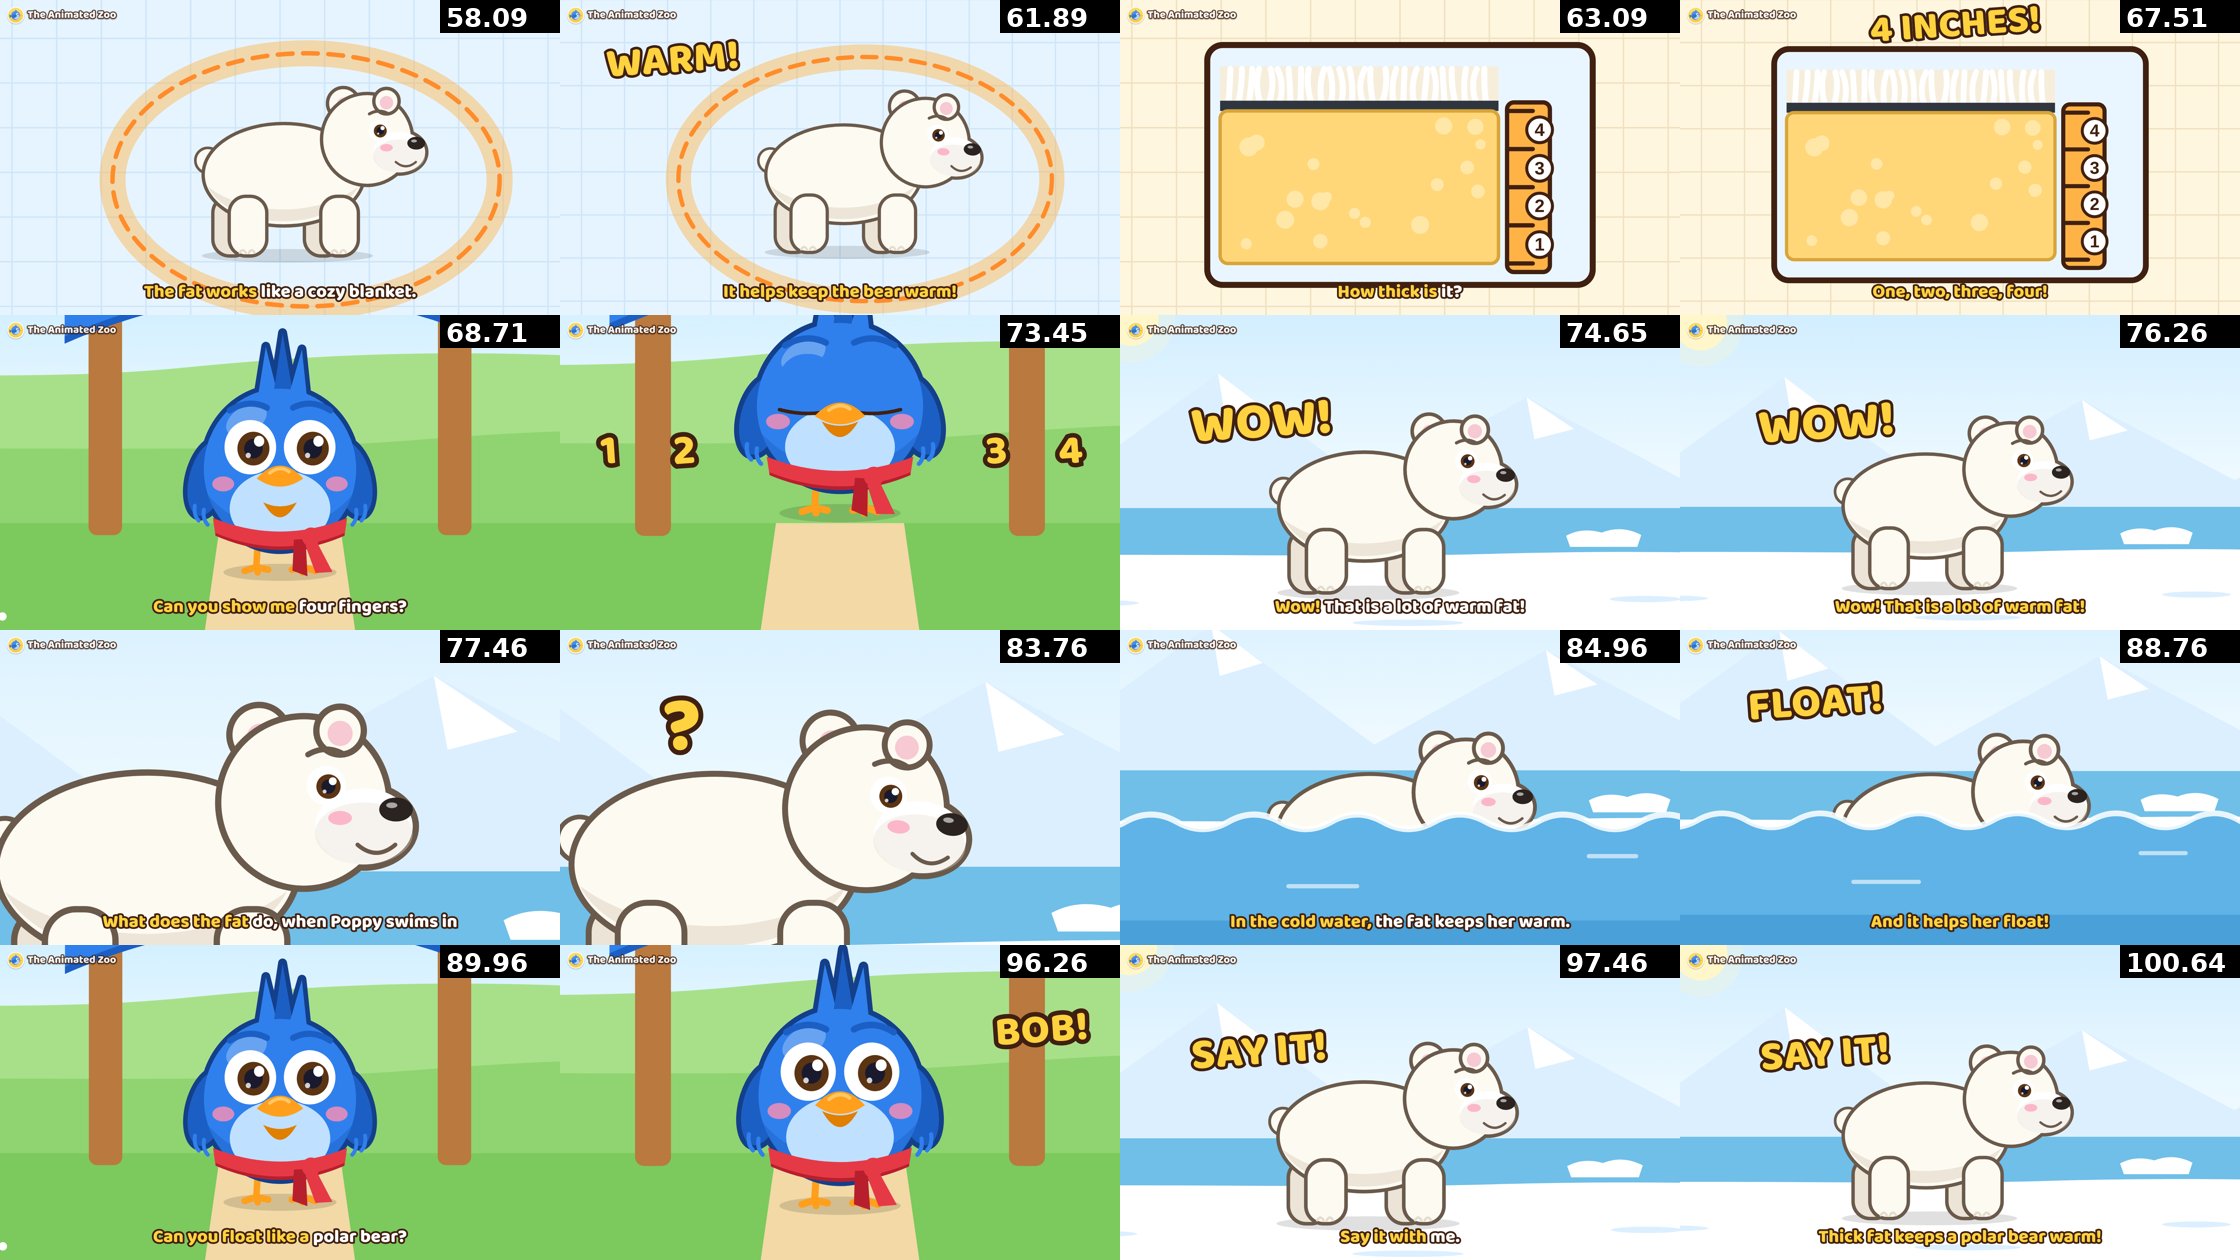 The Animated Zoo
58.09
The fat works like a cozy blanket.
The Animated Zoo
61.89
WARM!
It helps keep the bear warm!
The Animated Zoo
63.09
4
3
2
1
How thick is it?
The Animated Zoo
4 INCHES!
67.51
4
3
2
1
One, two, three, four!
The Animated Zoo
68.71
Can you show me four fingers?
The Animated Zoo
73.45
1 2 3 4
The Animated Zoo
74.65
WOW!
Wow! That is a lot of warm fat!
The Animated Zoo
76.26
WOW!
Wow! That is a lot of warm fat!
The Animated Zoo
77.46
What does the fat do, when Poppy swims in
The Animated Zoo
83.76
?
The Animated Zoo
84.96
In the cold water, the fat keeps her warm.
The Animated Zoo
88.76
FLOAT!
And it helps her float!
The Animated Zoo
89.96
Can you float like a polar bear?
The Animated Zoo
96.26
BOB!
The Animated Zoo
97.46
SAY IT!
Say it with me.
The Animated Zoo
100.64
SAY IT!
Thick fat keeps a polar bear warm!